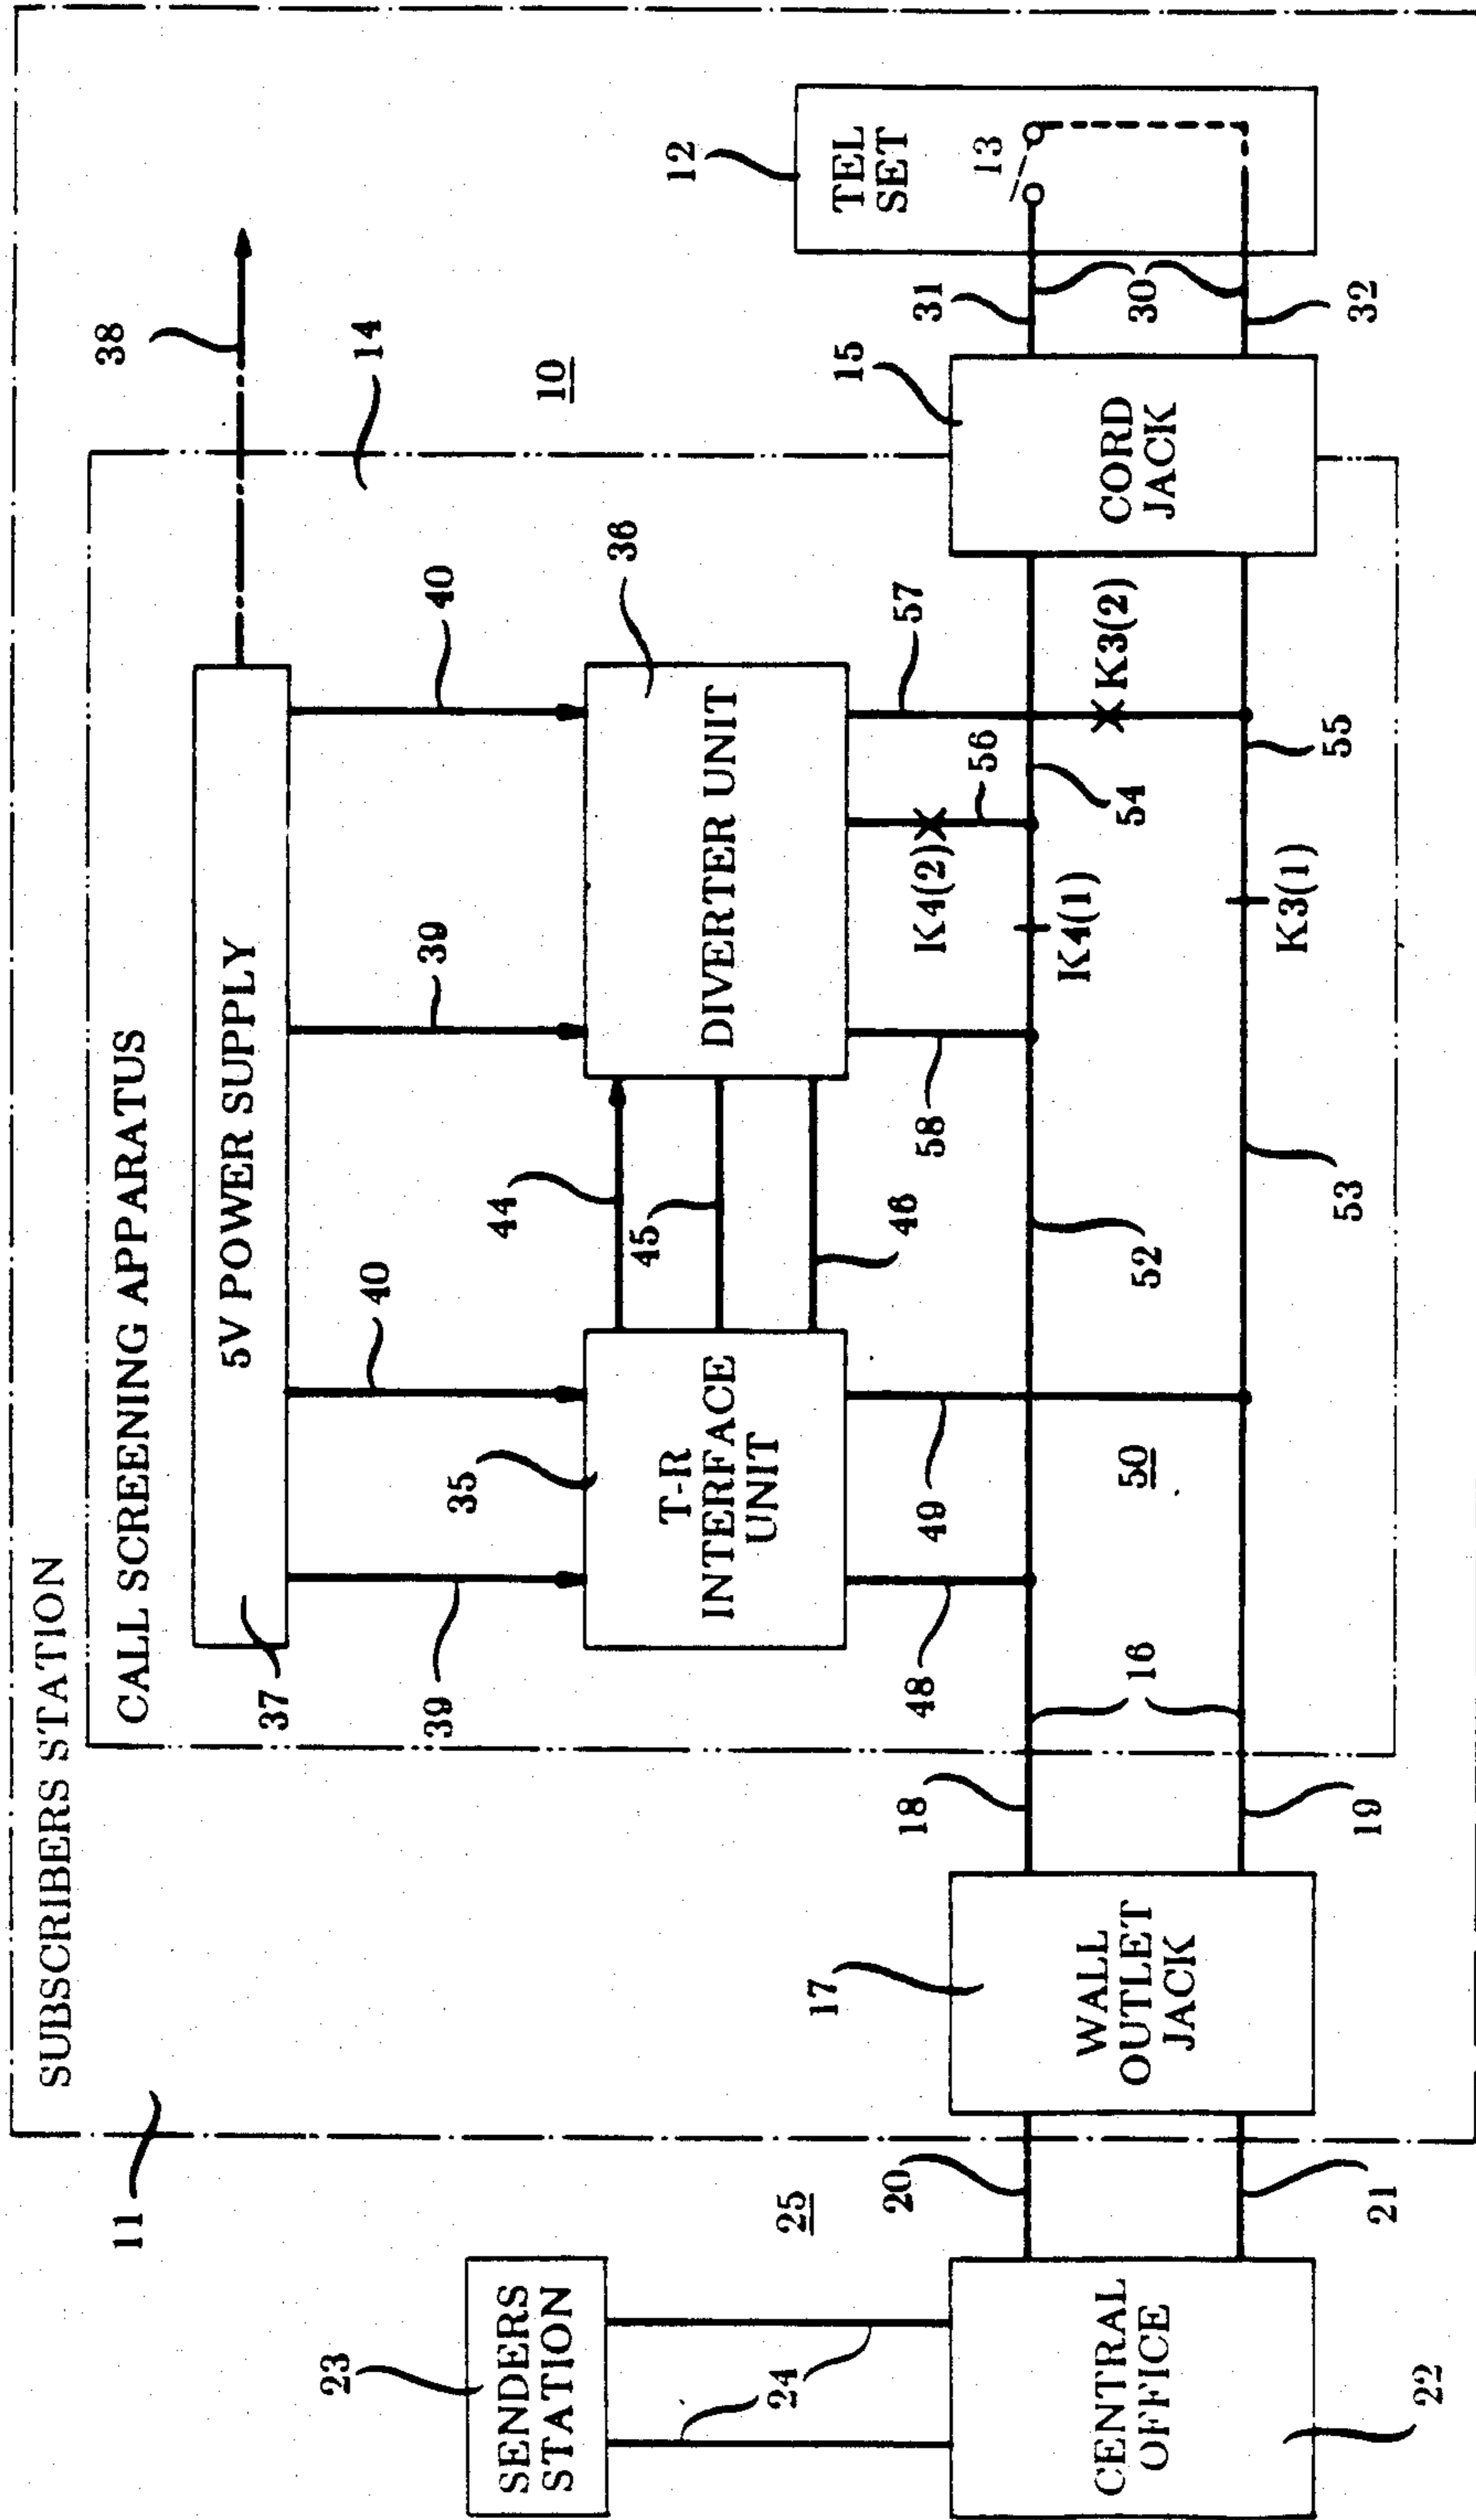 SUBSCRIBERS STATION
11
CALL SCREENING APPARATUS
14
10
38
5V POWER SUPPLY
37
39
40
39
40
T-R
INTERFACE
UNIT
35
44
45
46
DIVERTER UNIT
36
48
49
58
K4(2)
56
57
SENDERS
STATION
23
24
25
CENTRAL
OFFICE
22
20
21
WALL
OUTLET
JACK
17
18
19
16
50
52
53
K4(1)
K3(1)
54
K3(2)
55
CORD
JACK
15
31
30
32
TEL
SET
12
13